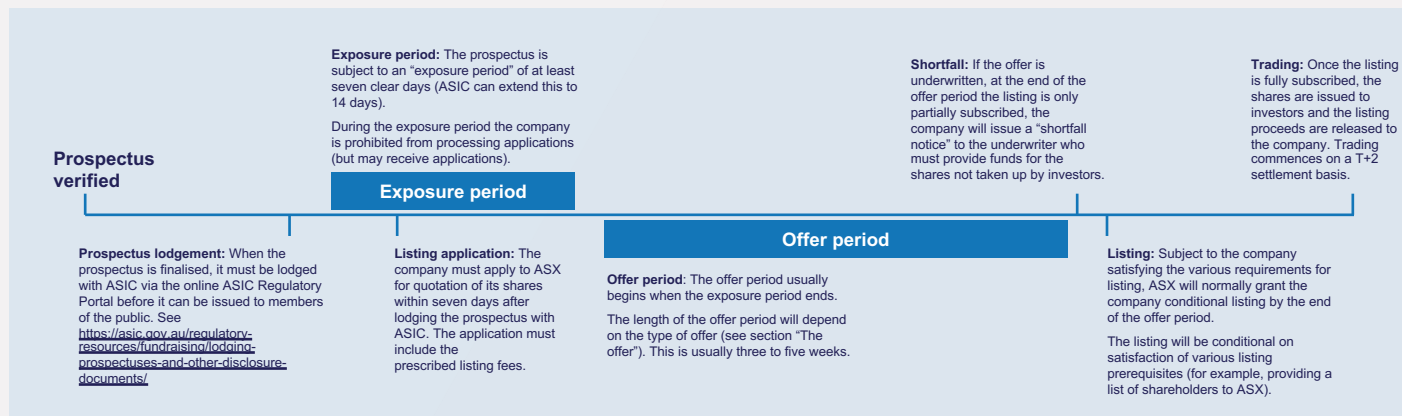 Exposure period: The prospectus is
subject to an “exposure period” of at least
seven clear days (ASIC can extend this to
14 days).
During the exposure period the company
is prohibited from processing applications
(but may receive applications).
Shortfall: If the offer is
underwritten, at the end of the
offer period the listing is only
partially subscribed, the
company will issue a “shortfall
notice” to the underwriter who
must provide funds for the
shares not taken up by investors.
Trading: Once the listing
is fully subscribed, the
shares are issued to
investors and the listing
proceeds are released to
the company. Trading
commences on a T+2
settlement basis.
Prospectus
verified
Exposure period
Offer period
Prospectus lodgement: When the
prospectus is finalised, it must be lodged
with ASIC via the online ASIC Regulatory
Portal before it can be issued to members
of the public. See
https://asic.gov.au/regulatory-
resources/fundraising/lodging-
prospectuses-and-other-disclosure-
documents/
Listing application: The
company must apply to ASX
for quotation of its shares
within seven days after
lodging the prospectus with
ASIC. The application must
include the
prescribed listing fees.
Offer period: The offer period usually
begins when the exposure period ends.
The length of the offer period will depend
on the type of offer (see section “The
offer”). This is usually three to five weeks.
Listing: Subject to the company
satisfying the various requirements for
listing, ASX will normally grant the
company conditional listing by the end
of the offer period.
The listing will be conditional on
satisfaction of various listing
prerequisites (for example, providing a
list of shareholders to ASX).